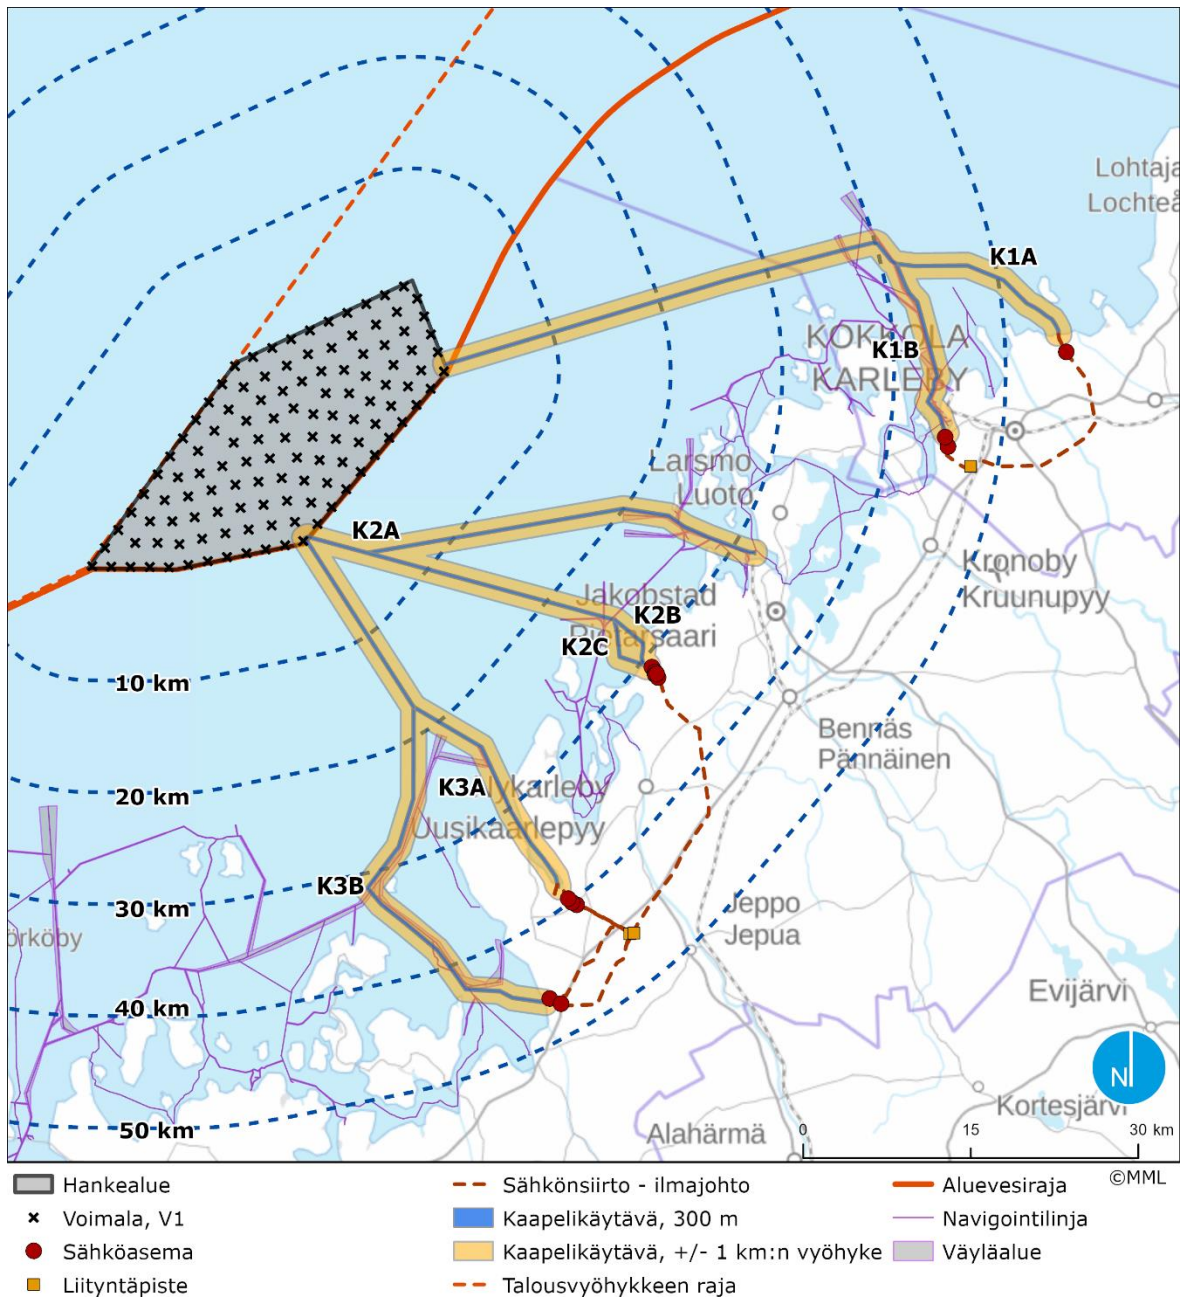 Lohtaja
Lochteå
K1A
KOKKOLA
K1B
KARLEBY
Larsmo
Luoto
K2A
Kronoby
Kruunupyy
Jakobstad
K2B
Pietarsaari
K2C
10 km
Bennäs
Pännäinen
20 km
K3A
Nykarleby
Uusikaarlepyy
K3B
30 km
Jeppo
Jepua
örköby
Evijärvi
40 km
N
Kortesjärvi
50 km
Alahärmä
0 15 30 km
©MML
Hankealue
Voimala, V1
Sähköasema
Liityntäpiste
Sähkönsiirto - ilmajohto
Kaapelikäytävä, 300 m
Kaapelikäytävä, +/- 1 km:n vyöhyke
Talousvyöhykkeen raja
Aluevesiraja
Navigointilinja
Väyläalue